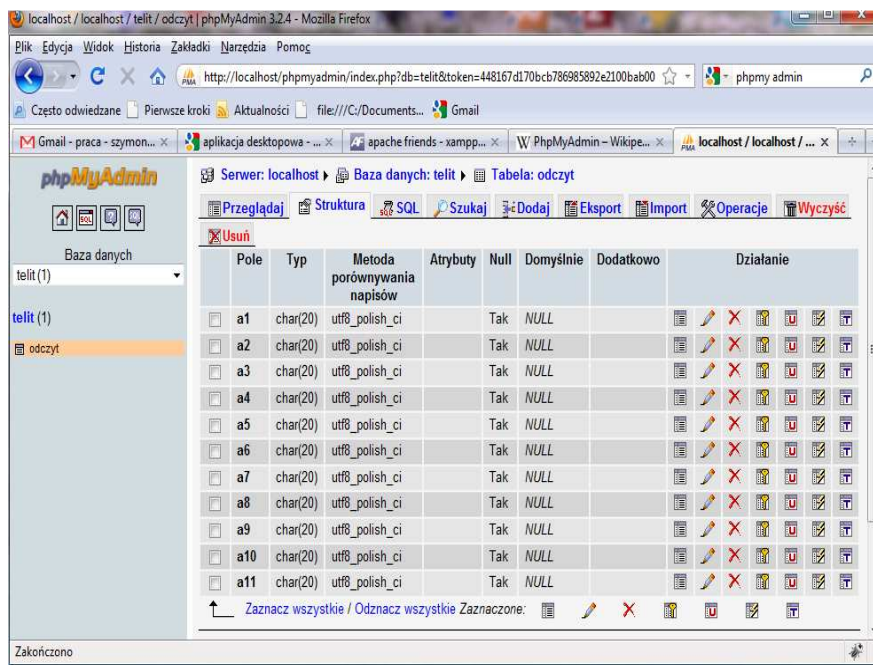 localhost / localhost / telit / odczyt | phpMyAdmin 3.2.4 - Mozilla Firefox
Plik Edycja Widok Historia Zakładki Narzędzia Pomoc
http://localhost/phpmyadmin/index.php?db=telit&token=448167d170bcb786985892e2100bab00 phpmy admin
Często odwiedzane Pierwsze kroki Aktualności file:///C:/Documents... Gmail
Gmail - praca - szymon... aplikacja desktopowa - ... apache friends - xampp... PhpMyAdmin – Wikipe... localhost / localhost / ...
phpMyAdmin
SQL
Baza danych
telit (1)
telit (1)
odczyt
Serwer: localhost Baza danych: telit Tabela: odczyt
Przeglądaj Struktura SQL Szukaj Dodaj Eksport Import Operacje Wyczyść
Usuń
Pole Typ Metoda porównywania napisów Atrybuty Null Domyślnie Dodatkowo Działanie
a1 char(20) utf8_polish_ci Tak NULL
a2 char(20) utf8_polish_ci Tak NULL
a3 char(20) utf8_polish_ci Tak NULL
a4 char(20) utf8_polish_ci Tak NULL
a5 char(20) utf8_polish_ci Tak NULL
a6 char(20) utf8_polish_ci Tak NULL
a7 char(20) utf8_polish_ci Tak NULL
a8 char(20) utf8_polish_ci Tak NULL
a9 char(20) utf8_polish_ci Tak NULL
a10 char(20) utf8_polish_ci Tak NULL
a11 char(20) utf8_polish_ci Tak NULL
Zaznacz wszystkie / Odznacz wszystkie Zaznaczone:
Zakończono